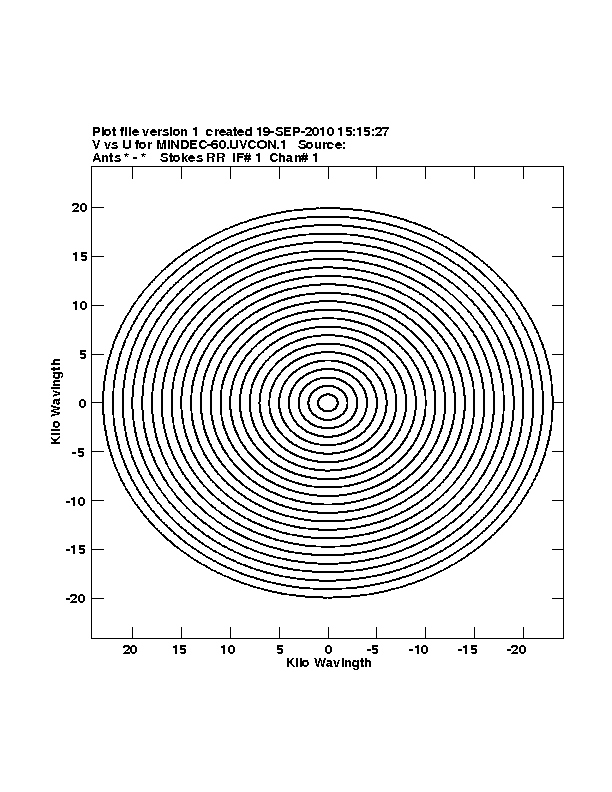 Plot file version 1 created 19-SEP-2010 15:15:27
V vs U for MINDEC-60.UVCON.1 Source:
Ants * - * Stokes RR IF# 1 Chan# 1
20
15
10
5
0
-5
-10
-15
-20
Kilo Wavlngth
20 15 10 5 0 -5 -10 -15 -20
Kilo Wavlngth